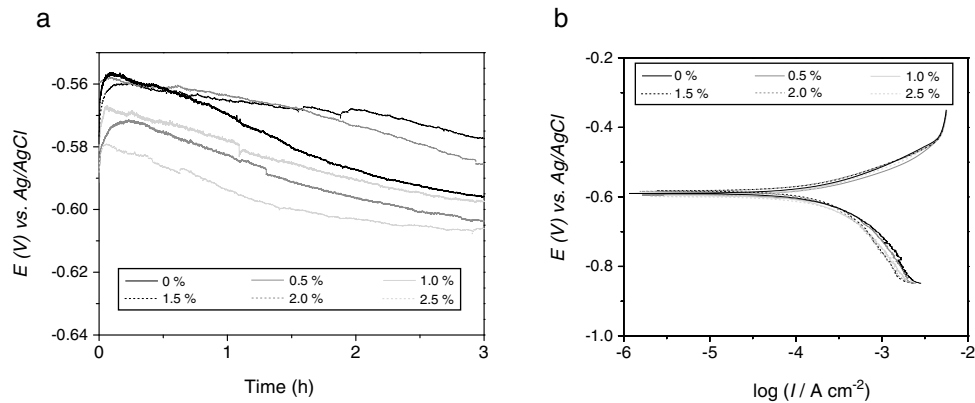 a
E (V) vs. Ag/AgCl
-0.56
-0.58
-0.60
-0.62
-0.64
0 % 0.5 % 1.0 %
1.5 % 2.0 % 2.5 %
0 1 2 3
Time (h)
b
E (V) vs. Ag/AgCl
-0.2
-0.4
-0.6
-0.8
-1.0
0 % 0.5 % 1.0 %
1.5 % 2.0 % 2.5 %
-6 -5 -4 -3 -2
log (I / A cm-2)